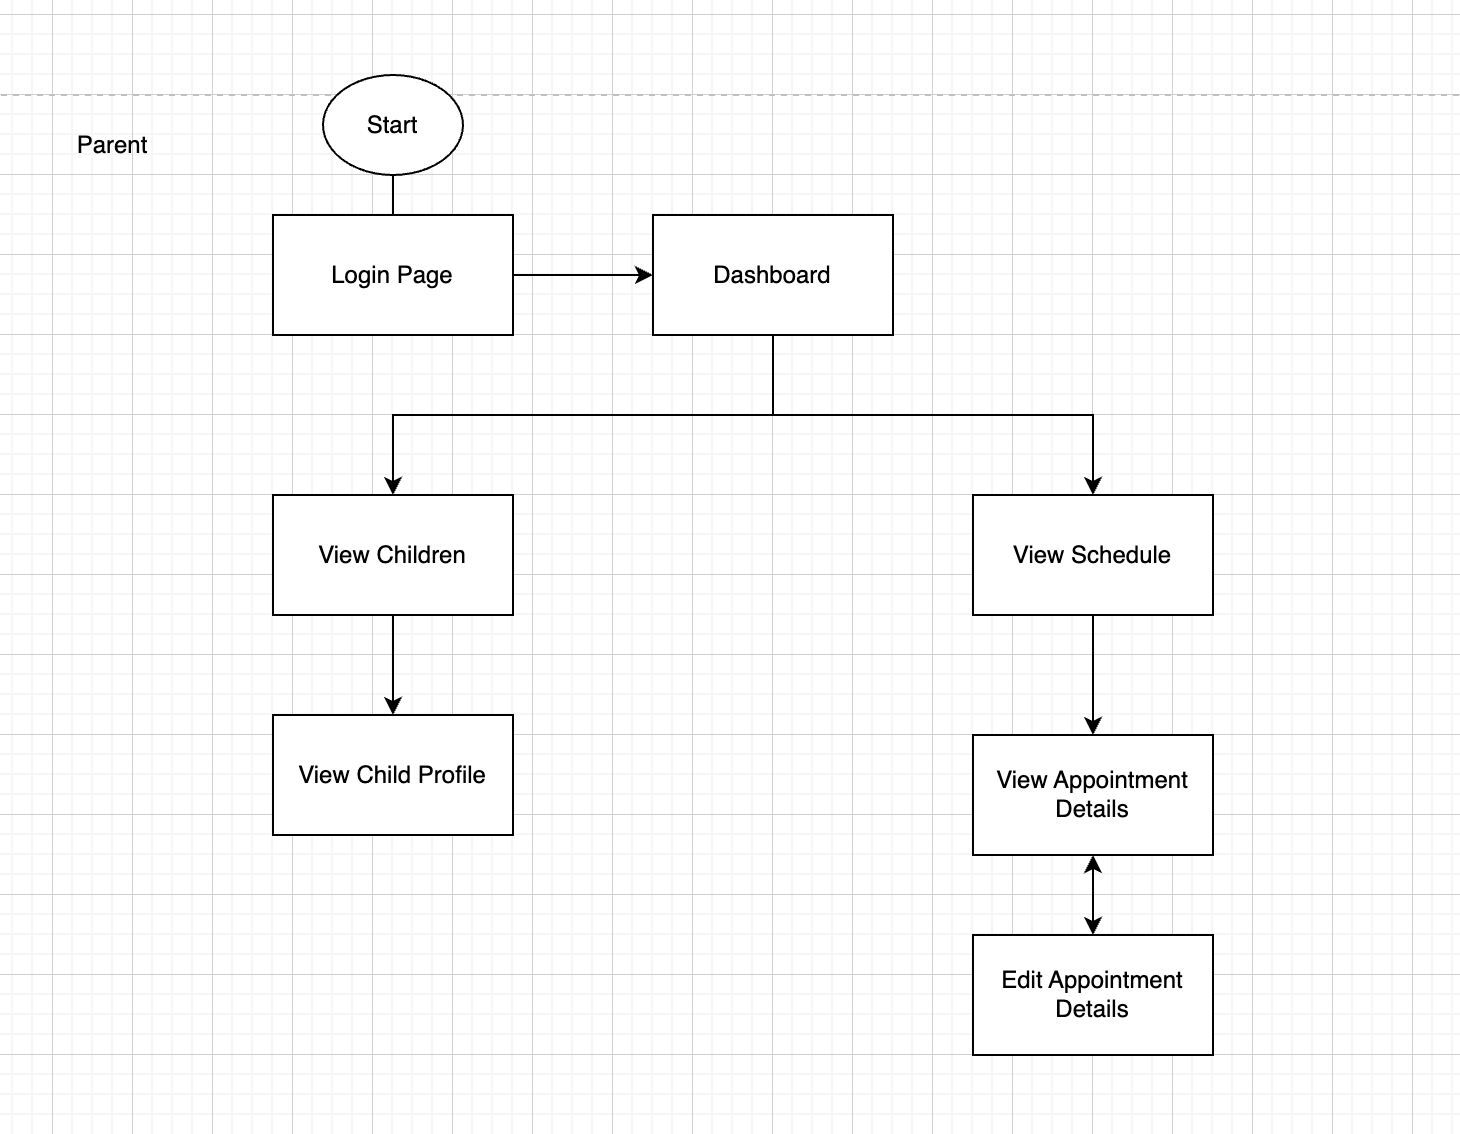 Start
Parent
Login Page
Dashboard
View Children
View Schedule
View Child Profile
View Appointment
Details
Edit Appointment
Details